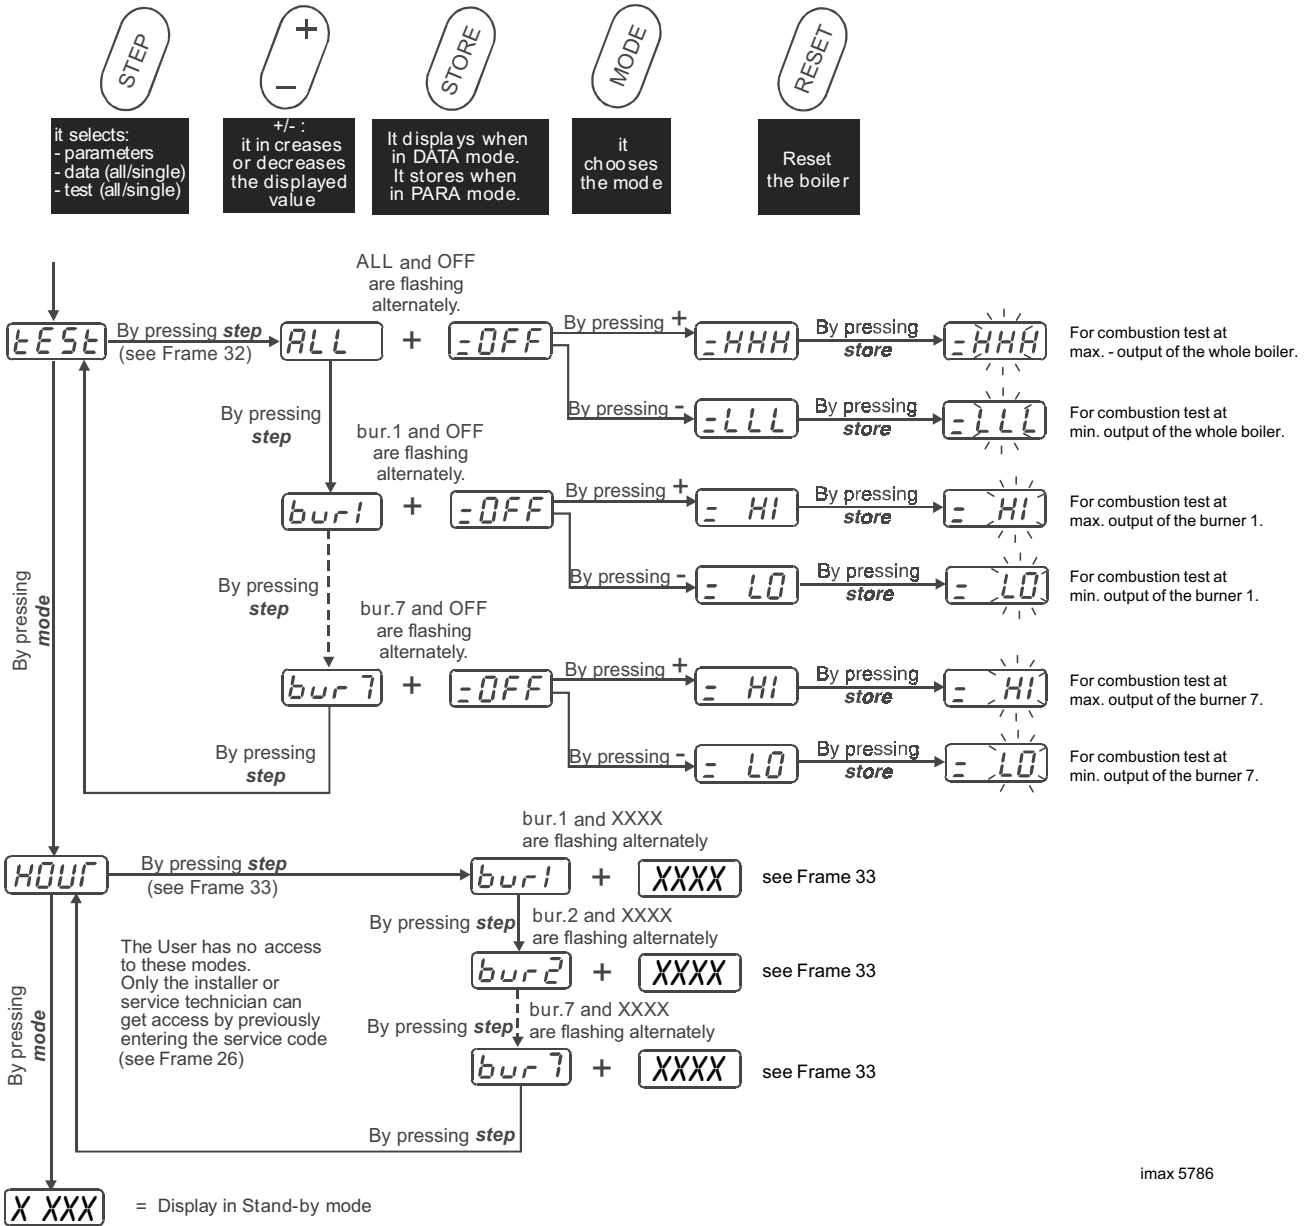 STEP
+
−
STORE
MODE
RESET
it selects:
- parameters
- data (all/single)
- test (all/single)
+/- :
it in creases
or decreases
the displayed
value
It displays when
in DATA mode.
It stores when
in PARA mode.
it
chooses
the mode
Reset
the boiler
ALL and OFF
are flashing
alternately.
tESt
By pressing step
(see Frame 32)
ALL
+
=OFF
By pressing +
=HHH
By pressing
store
=HHH
For combustion test at
max. - output of the whole boiler.
By pressing -
=LLL
By pressing
store
=LLL
For combustion test at
min. output of the whole boiler.
By pressing
step
bur.1 and OFF
are flashing
alternately.
bur1
+
=OFF
By pressing +
= HI
By pressing
store
= HI
For combustion test at
max. output of the burner 1.
By pressing -
= LO
By pressing
store
= LO
For combustion test at
min. output of the burner 1.
By pressing
step
bur.7 and OFF
are flashing
alternately.
bur7
+
=OFF
By pressing +
= HI
By pressing
store
= HI
For combustion test at
max. output of the burner 7.
By pressing -
= LO
By pressing
store
= LO
For combustion test at
min. output of the burner 7.
By pressing
step
By pressing
mode
HOUr
By pressing step
(see Frame 33)
bur.1 and XXXX
are flashing alternately
bur1
+
XXXX
see Frame 33
By pressing step
bur.2 and XXXX
are flashing alternately
bur2
+
XXXX
see Frame 33
By pressing step
bur.7 and XXXX
are flashing alternately
bur7
+
XXXX
see Frame 33
By pressing step
The User has no access
to these modes.
Only the installer or
service technician can
get access by previously
entering the service code
(see Frame 26)
By pressing
mode
X XXX
= Display in Stand-by mode
imax 5786